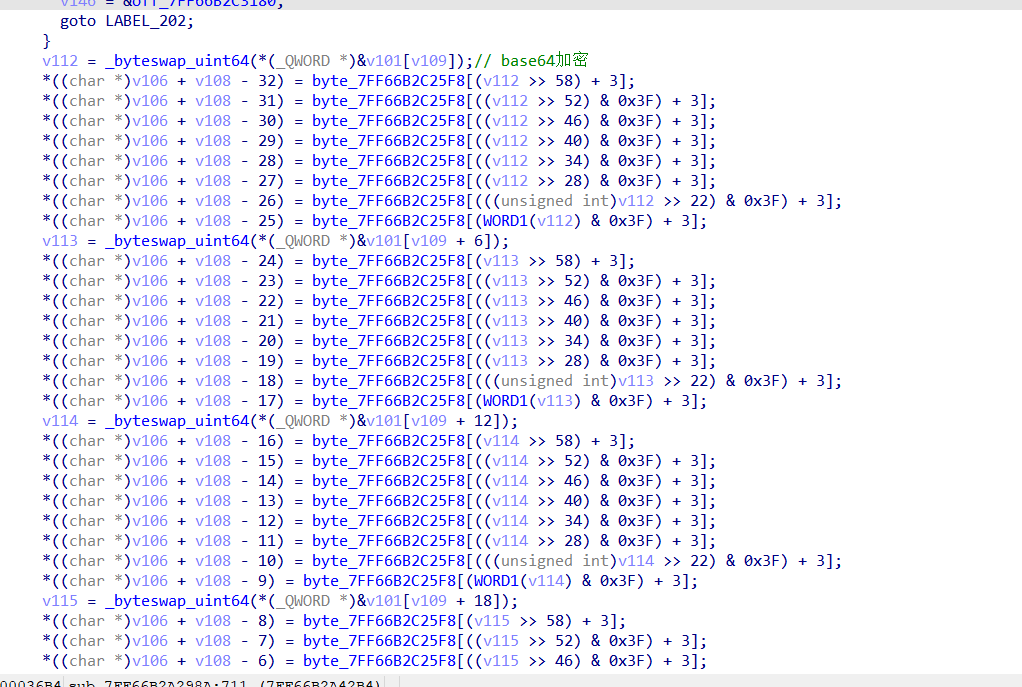 v146 = &off_7FF66B2C3180;
goto LABEL_202;
}
v112 = _byteswap_uint64(*(_QWORD *)&v101[v109]);// base64加密
*((char *)v106 + v108 - 32) = byte_7FF66B2C25F8[(v112 >> 58) + 3];
*((char *)v106 + v108 - 31) = byte_7FF66B2C25F8[((v112 >> 52) & 0x3F) + 3];
*((char *)v106 + v108 - 30) = byte_7FF66B2C25F8[((v112 >> 46) & 0x3F) + 3];
*((char *)v106 + v108 - 29) = byte_7FF66B2C25F8[((v112 >> 40) & 0x3F) + 3];
*((char *)v106 + v108 - 28) = byte_7FF66B2C25F8[((v112 >> 34) & 0x3F) + 3];
*((char *)v106 + v108 - 27) = byte_7FF66B2C25F8[((v112 >> 28) & 0x3F) + 3];
*((char *)v106 + v108 - 26) = byte_7FF66B2C25F8[(((unsigned int)v112 >> 22) & 0x3F) + 3];
*((char *)v106 + v108 - 25) = byte_7FF66B2C25F8[(WORD1(v112) & 0x3F) + 3];
v113 = _byteswap_uint64(*(_QWORD *)&v101[v109 + 6]);
*((char *)v106 + v108 - 24) = byte_7FF66B2C25F8[(v113 >> 58) + 3];
*((char *)v106 + v108 - 23) = byte_7FF66B2C25F8[((v113 >> 52) & 0x3F) + 3];
*((char *)v106 + v108 - 22) = byte_7FF66B2C25F8[((v113 >> 46) & 0x3F) + 3];
*((char *)v106 + v108 - 21) = byte_7FF66B2C25F8[((v113 >> 40) & 0x3F) + 3];
*((char *)v106 + v108 - 20) = byte_7FF66B2C25F8[((v113 >> 34) & 0x3F) + 3];
*((char *)v106 + v108 - 19) = byte_7FF66B2C25F8[((v113 >> 28) & 0x3F) + 3];
*((char *)v106 + v108 - 18) = byte_7FF66B2C25F8[(((unsigned int)v113 >> 22) & 0x3F) + 3];
*((char *)v106 + v108 - 17) = byte_7FF66B2C25F8[(WORD1(v113) & 0x3F) + 3];
v114 = _byteswap_uint64(*(_QWORD *)&v101[v109 + 12]);
*((char *)v106 + v108 - 16) = byte_7FF66B2C25F8[(v114 >> 58) + 3];
*((char *)v106 + v108 - 15) = byte_7FF66B2C25F8[((v114 >> 52) & 0x3F) + 3];
*((char *)v106 + v108 - 14) = byte_7FF66B2C25F8[((v114 >> 46) & 0x3F) + 3];
*((char *)v106 + v108 - 13) = byte_7FF66B2C25F8[((v114 >> 40) & 0x3F) + 3];
*((char *)v106 + v108 - 12) = byte_7FF66B2C25F8[((v114 >> 34) & 0x3F) + 3];
*((char *)v106 + v108 - 11) = byte_7FF66B2C25F8[((v114 >> 28) & 0x3F) + 3];
*((char *)v106 + v108 - 10) = byte_7FF66B2C25F8[(((unsigned int)v114 >> 22) & 0x3F) + 3];
*((char *)v106 + v108 - 9) = byte_7FF66B2C25F8[(WORD1(v114) & 0x3F) + 3];
v115 = _byteswap_uint64(*(_QWORD *)&v101[v109 + 18]);
*((char *)v106 + v108 - 8) = byte_7FF66B2C25F8[(v115 >> 58) + 3];
*((char *)v106 + v108 - 7) = byte_7FF66B2C25F8[((v115 >> 52) & 0x3F) + 3];
*((char *)v106 + v108 - 6) = byte_7FF66B2C25F8[((v115 >> 46) & 0x3F) + 3];
000036B4 sub_7FF66B2A298A:711 (7FF66B2A42B4)